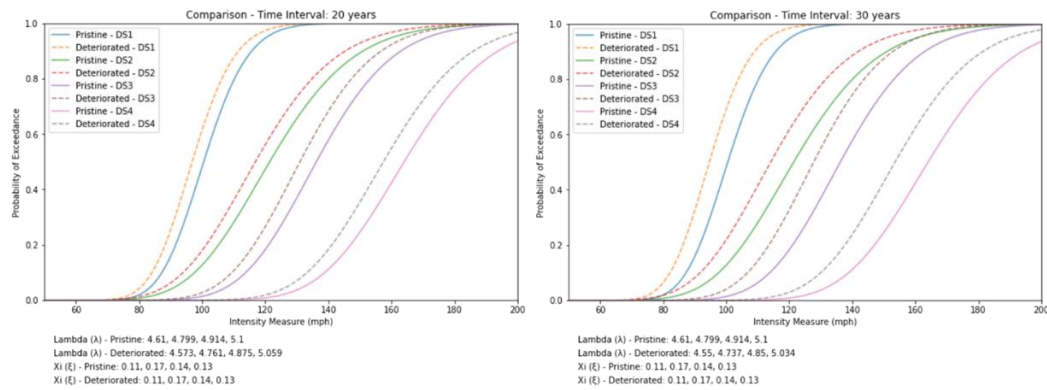 Comparison - Time Interval: 20 years
Pristine - DS1
Deteriorated - DS1
Pristine - DS2
Deteriorated - DS2
Pristine - DS3
Deteriorated - DS3
Pristine - DS4
Deteriorated - DS4
Probability of Exceedance
1.0
0.8
0.6
0.4
0.2
0.0
60 80 100 120 140 160 180 200
Intensity Measure (mph)
Lambda (λ) - Pristine: 4.61, 4.799, 4.914, 5.1
Lambda (λ) - Deteriorated: 4.573, 4.761, 4.875, 5.059
Xi (ξ) - Pristine: 0.11, 0.17, 0.14, 0.13
Xi (ξ) - Deteriorated: 0.11, 0.17, 0.14, 0.13
Comparison - Time Interval: 30 years
Pristine - DS1
Deteriorated - DS1
Pristine - DS2
Deteriorated - DS2
Pristine - DS3
Deteriorated - DS3
Pristine - DS4
Deteriorated - DS4
Probability of Exceedance
1.0
0.8
0.6
0.4
0.2
0.0
60 80 100 120 140 160 180 200
Intensity Measure (mph)
Lambda (λ) - Pristine: 4.61, 4.799, 4.914, 5.1
Lambda (λ) - Deteriorated: 4.55, 4.737, 4.85, 5.034
Xi (ξ) - Pristine: 0.11, 0.17, 0.14, 0.13
Xi (ξ) - Deteriorated: 0.11, 0.17, 0.14, 0.13